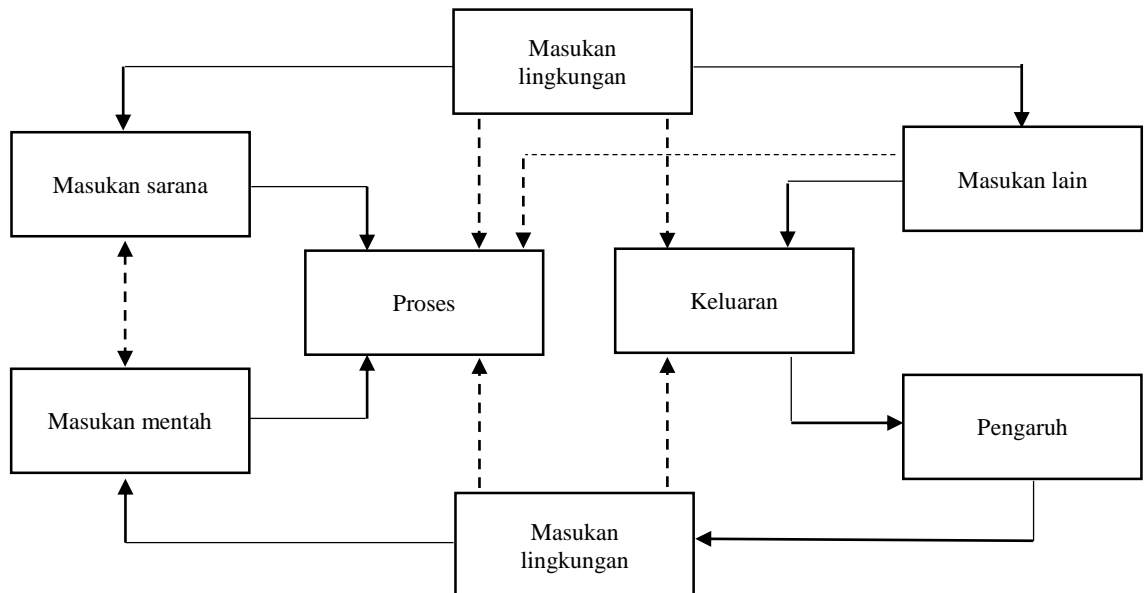 Masukan
lingkungan
Masukan sarana
Masukan lain
Proses
Keluaran
Masukan mentah
Pengaruh
Masukan
lingkungan